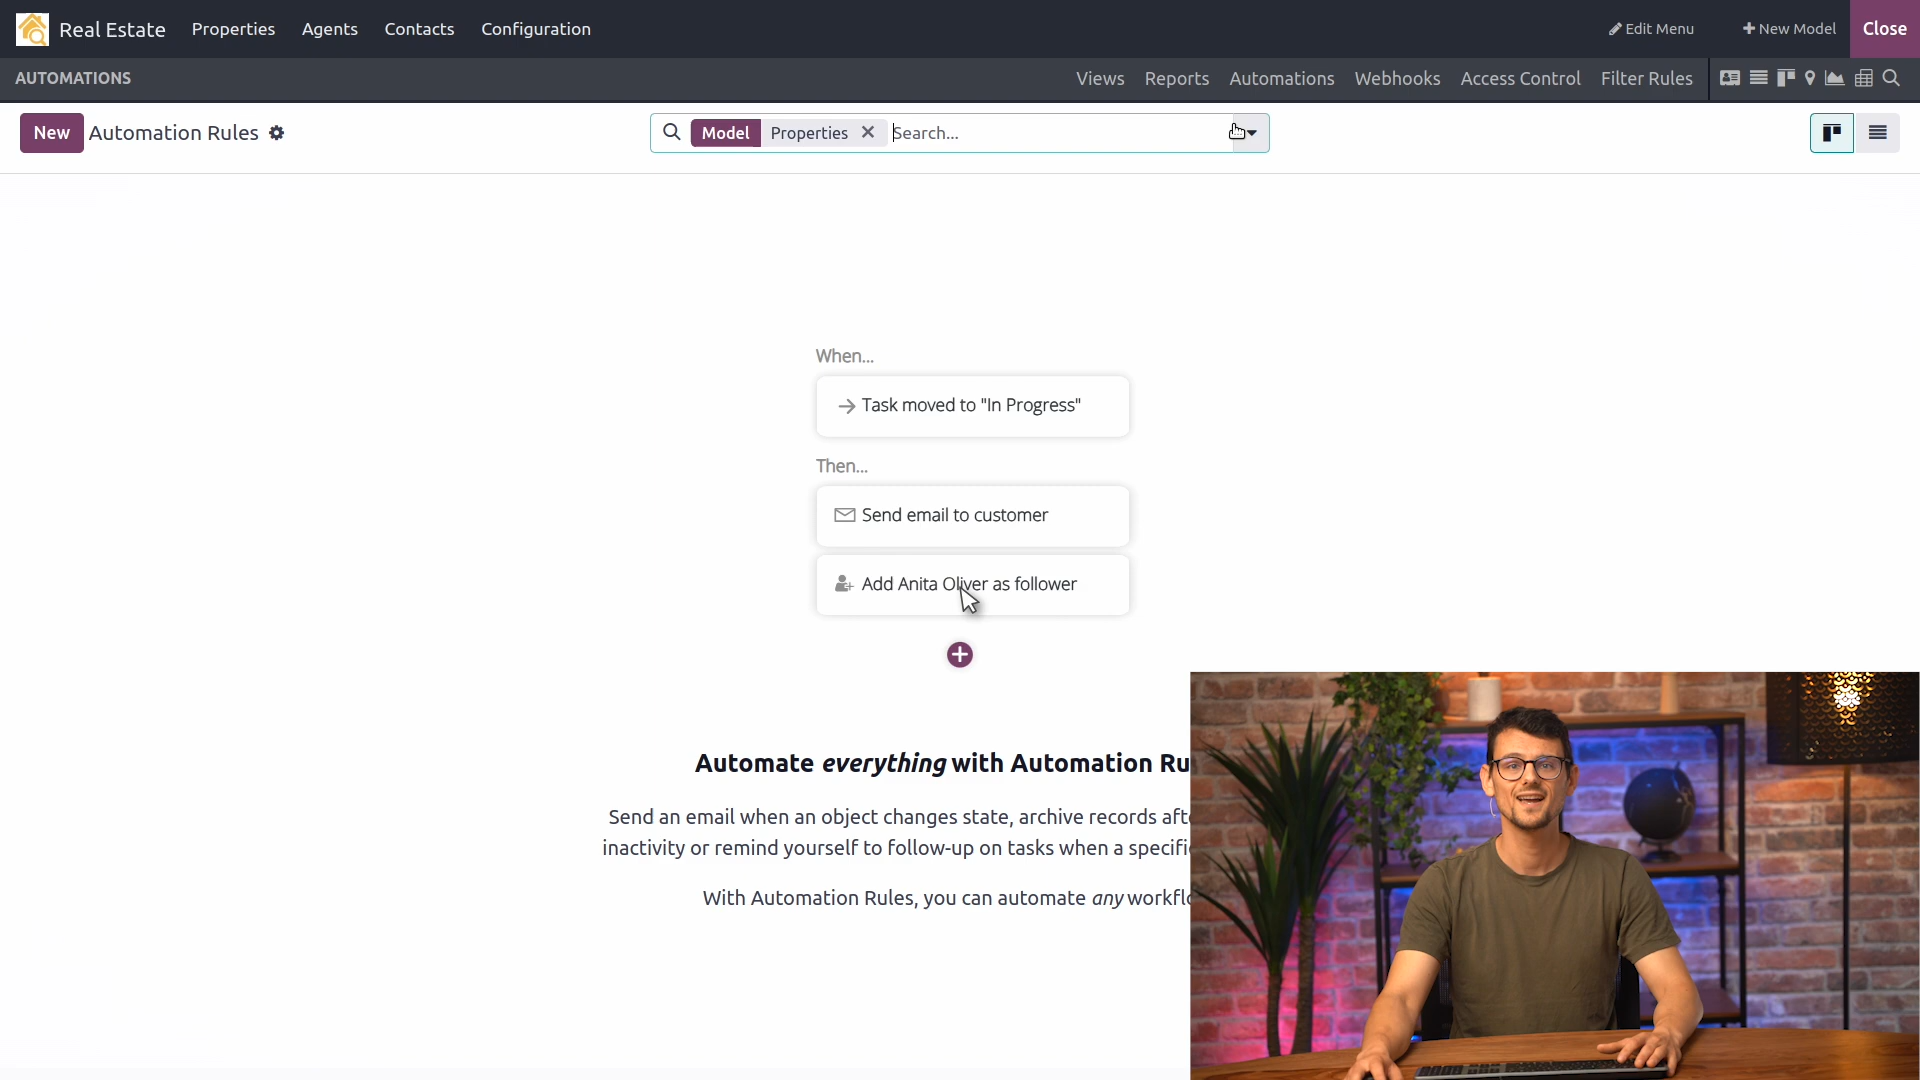 Real Estate Properties Agents Contacts Configuration Edit Menu New Model Close
AUTOMATIONS Views Reports Automations Webhooks Access Control Filter Rules
New Automation Rules Model Properties Search...
When...
Task moved to "In Progress"
Then...
Send email to customer
Add Anita Oliver as follower
Automate everything with Automation Ru
Send an email when an object changes state, archive records afte
inactivity or remind yourself to follow-up on tasks when a specifi
With Automation Rules, you can automate any workflo